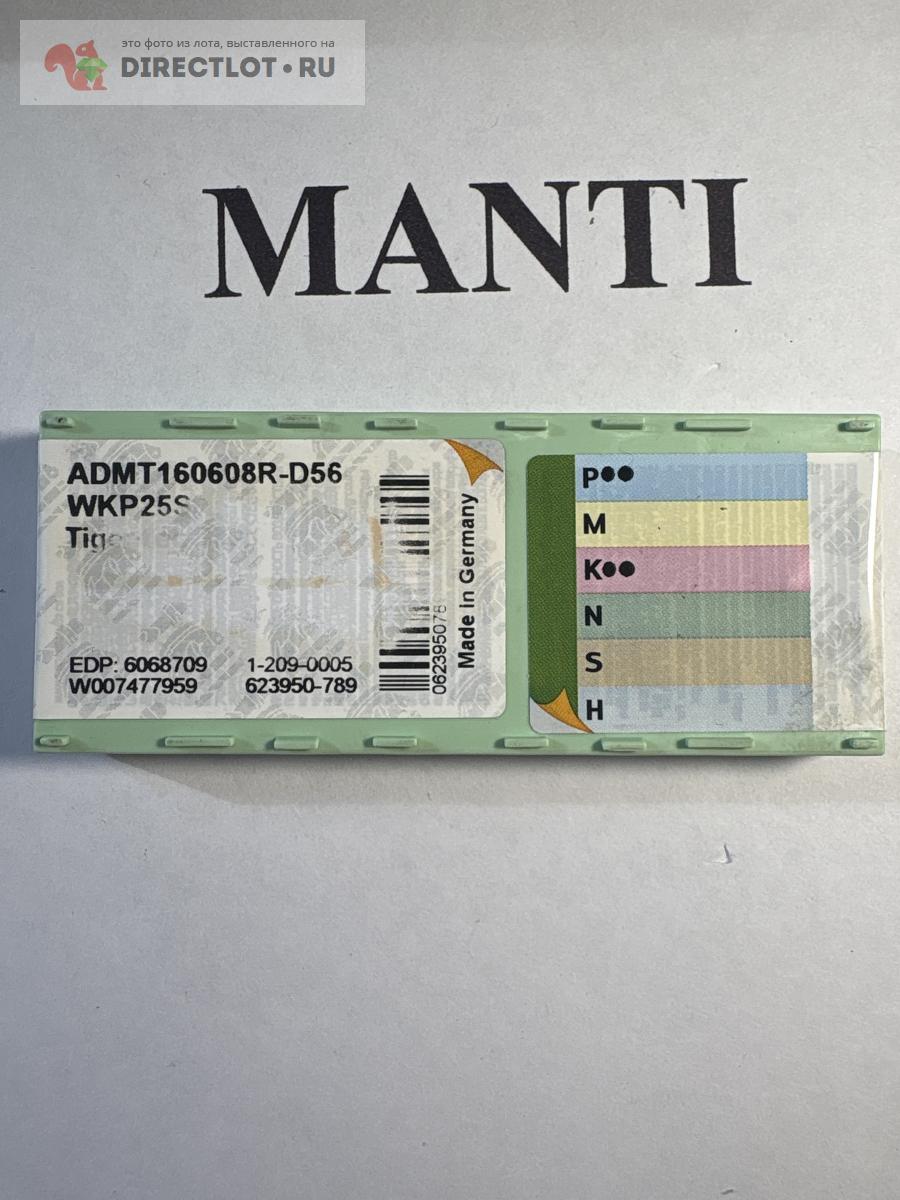 это фото из лота, выставленного на
DIRECTLOT•RU
MANTI
ADMT160608R-D56
WKP25S
EDP: 6068709 1-209-0005
W007477959 623950-789
Made in Germany
P●●
M
K●●
N
S
H